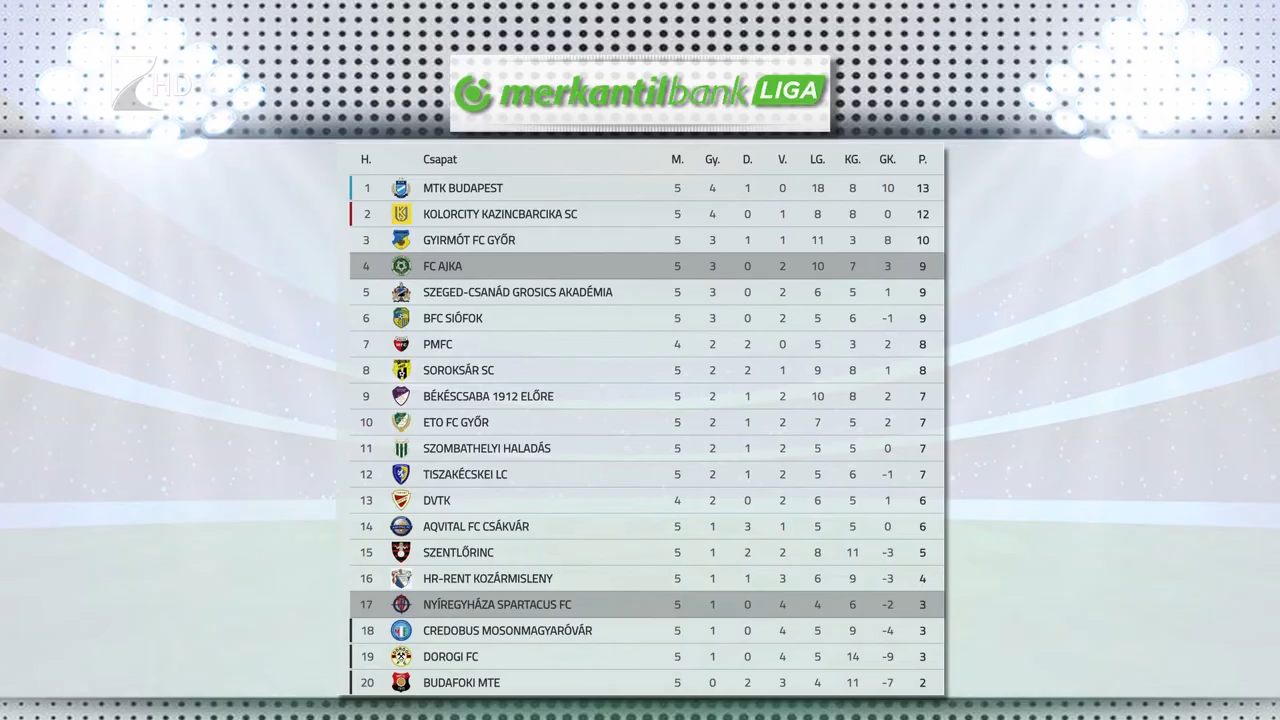 HD
merkantilbank LIGA
H. Csapat M. Gy. D. V. LG. KG. GK. P.
1 MTK BUDAPEST 5 4 1 0 18 8 10 13
2 KOLORCITY KAZINCBARCIKA SC 5 4 0 1 8 8 0 12
3 GYIRMÓT FC GYŐR 5 3 1 1 11 3 8 10
4 FC AJKA 5 3 0 2 10 7 3 9
5 SZEGED-CSANÁD GROSICS AKADÉMIA 5 3 0 2 6 5 1 9
6 BFC SIÓFOK 5 3 0 2 5 6 -1 9
7 PMFC 4 2 2 0 5 3 2 8
8 SOROKSÁR SC 5 2 2 1 9 8 1 8
9 BÉKÉSCSABA 1912 ELŐRE 5 2 1 2 10 8 2 7
10 ETO FC GYŐR 5 2 1 2 7 5 2 7
11 SZOMBATHELYI HALADÁS 5 2 1 2 5 5 0 7
12 TISZAKÉCSKEI LC 5 2 1 2 5 6 -1 7
13 DVTK 4 2 0 2 6 5 1 6
14 AQVITAL FC CSÁKVÁR 5 1 3 1 5 5 0 6
15 SZENTLŐRINC 5 1 2 2 8 11 -3 5
16 HR-RENT KOZÁRMISLENY 5 1 1 3 6 9 -3 4
17 NYÍREGYHÁZA SPARTACUS FC 5 1 0 4 4 6 -2 3
18 CREDOBUS MOSONMAGYARÓVÁR 5 1 0 4 5 9 -4 3
19 DOROGI FC 5 1 0 4 5 14 -9 3
20 BUDAFOKI MTE 5 0 2 3 4 11 -7 2